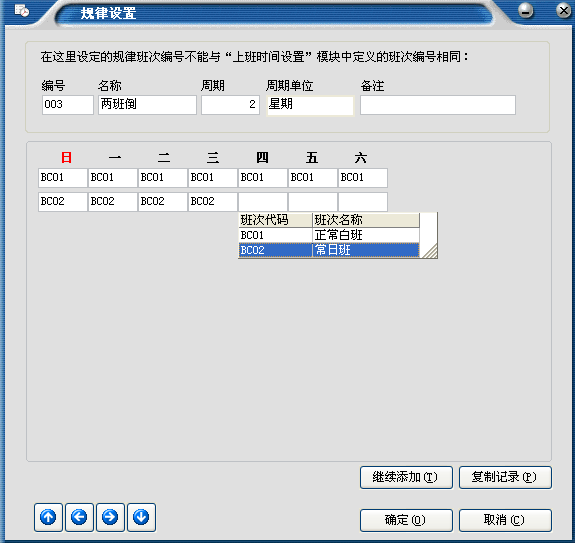 规律设置
在这里设定的规律班次编号不能与“上班时间设置”模块中定义的班次编号相同：
编号 名称 周期 周期单位 备注
003 两班倒 2 星期
日 一 二 三 四 五 六
BC01 BC01 BC01 BC01 BC01 BC01 BC01
BC02 BC02 BC02 BC02
班次代码 班次名称
BC01 正常白班
BC02 常日班
继续添加(T) 复制记录(P)
确定(O) 取消(C)